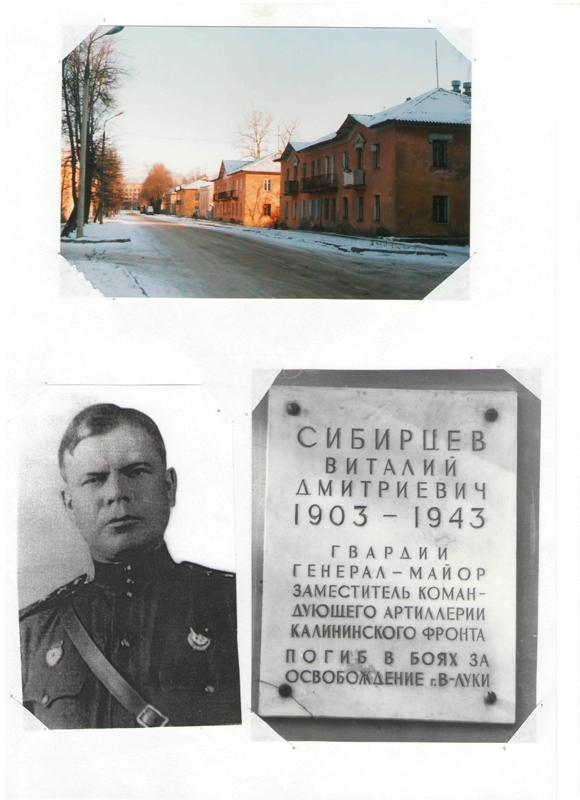 СИБИРЦЕВ
ВИТАЛИЙ
ДМИТРИЕВИЧ
1903 – 1943
ГВАРДИИ
ГЕНЕРАЛ – МАЙОР
ЗАМЕСТИТЕЛЬ КОМАН-
ДУЮЩЕГО АРТИЛЛЕРИИ
КАЛИНИНСКОГО ФРОНТА
ПОГИБ В БОЯХ ЗА
ОСВОБОЖДЕНИЕ г. В-ЛУКИ